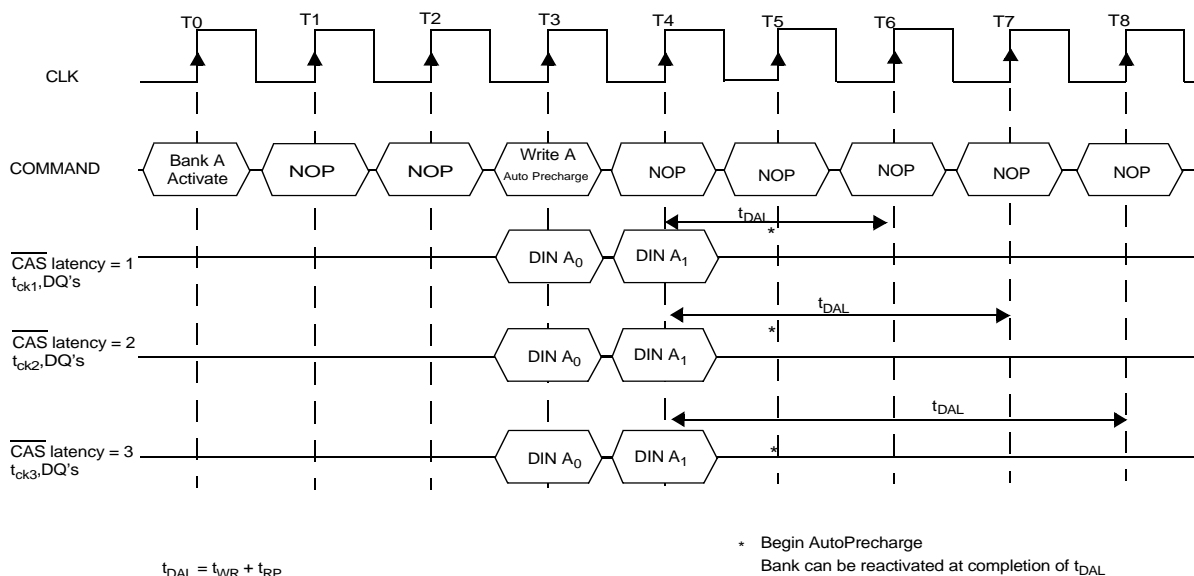 T0 T1 T2 T3 T4 T5 T6 T7 T8
CLK
COMMAND
Bank A
Activate
NOP
NOP
Write A
Auto Precharge
NOP
NOP
NOP
NOP
NOP
tDAL
*
CAS latency = 1
tck1,DQ's
DIN A0
DIN A1
tDAL
*
CAS latency = 2
tck2,DQ's
DIN A0
DIN A1
tDAL
CAS latency = 3
tck3,DQ's
DIN A0
DIN A1
*
tDAL = tWR + tRP
* Begin AutoPrecharge
Bank can be reactivated at completion of tDAL